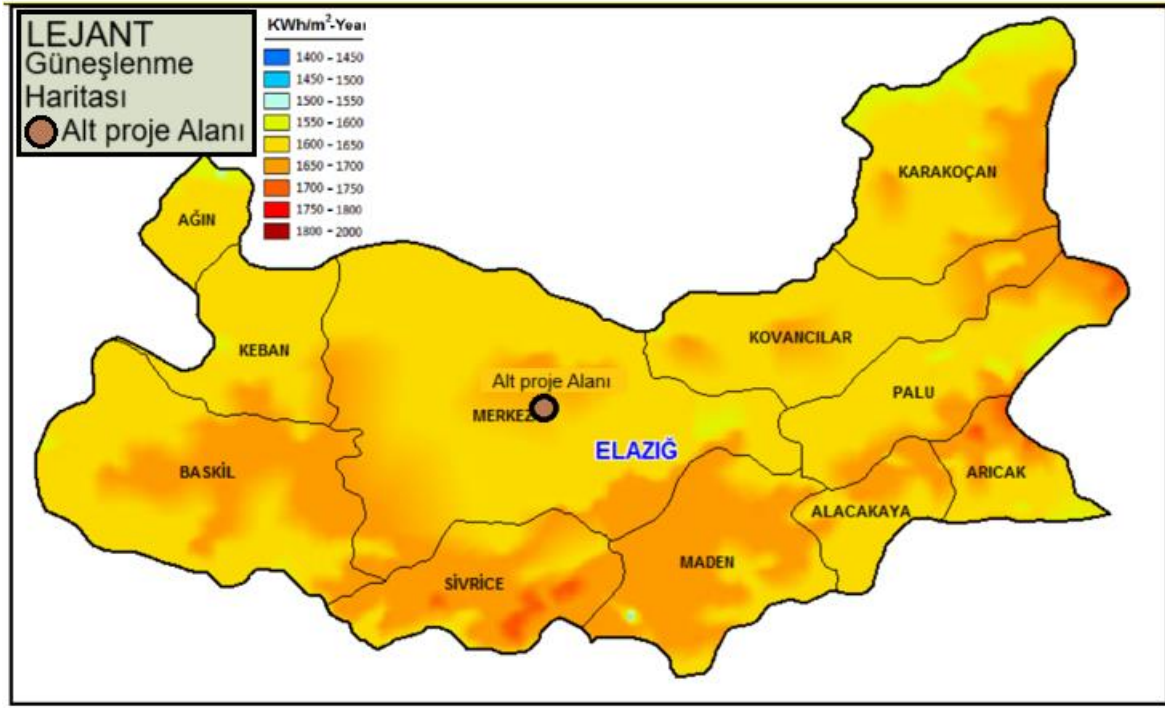 LEJANT
Güneşlenme
Haritası
Alt proje Alanı
KWh/m²-Year
1400 - 1450
1450 - 1500
1500 - 1550
1550 - 1600
1600 - 1650
1650 - 1700
1700 - 1750
1750 - 1800
1800 - 2000
KARAKOÇAN
AĞIN
KOVANCILAR
KEBAN
Alt proje Alanı
PALU
MERKEZ
ELAZIĞ
BASKİL
ARICAK
ALACAKAYA
MADEN
SİVRİCE